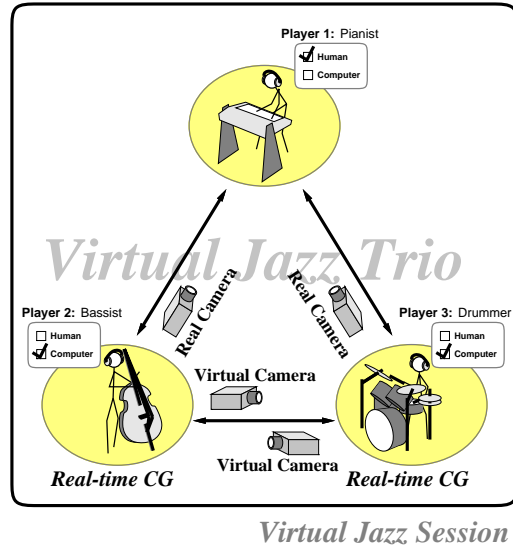 Player 1: Pianist
Human
Computer
Virtual Jazz Trio
Real Camera
Real Camera
Player 2: Bassist
Human
Computer
Player 3: Drummer
Human
Computer
Virtual Camera
Virtual Camera
Real-time CG
Real-time CG
Virtual Jazz Session